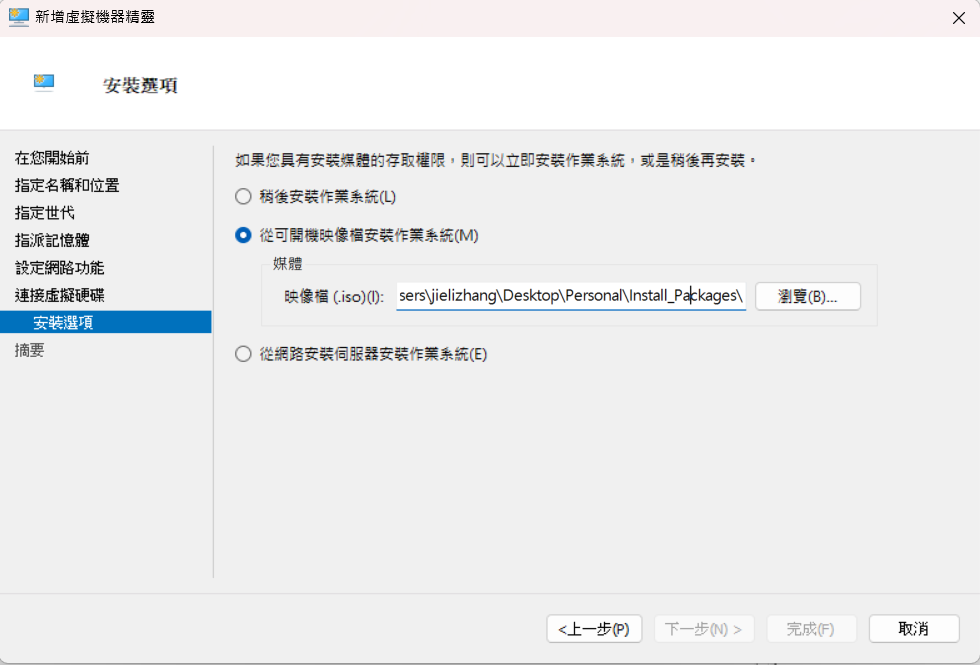 新增虛擬機器精靈
安裝選項
在您開始前
指定名稱和位置
指定世代
指派記憶體
設定網路功能
連接虛擬硬碟
安裝選項
摘要
如果您具有安裝媒體的存取權限，則可以立即安裝作業系統，或是稍後再安裝。
稍後安裝作業系統(L)
從可開機映像檔安裝作業系統(M)
媒體
映像檔 (.iso)(I): sers\jielizhang\Desktop\Personal\Install_Packages\ 瀏覽(B)...
從網路安裝伺服器安裝作業系統(E)
<上一步(P) 下一步(N) > 完成(F) 取消